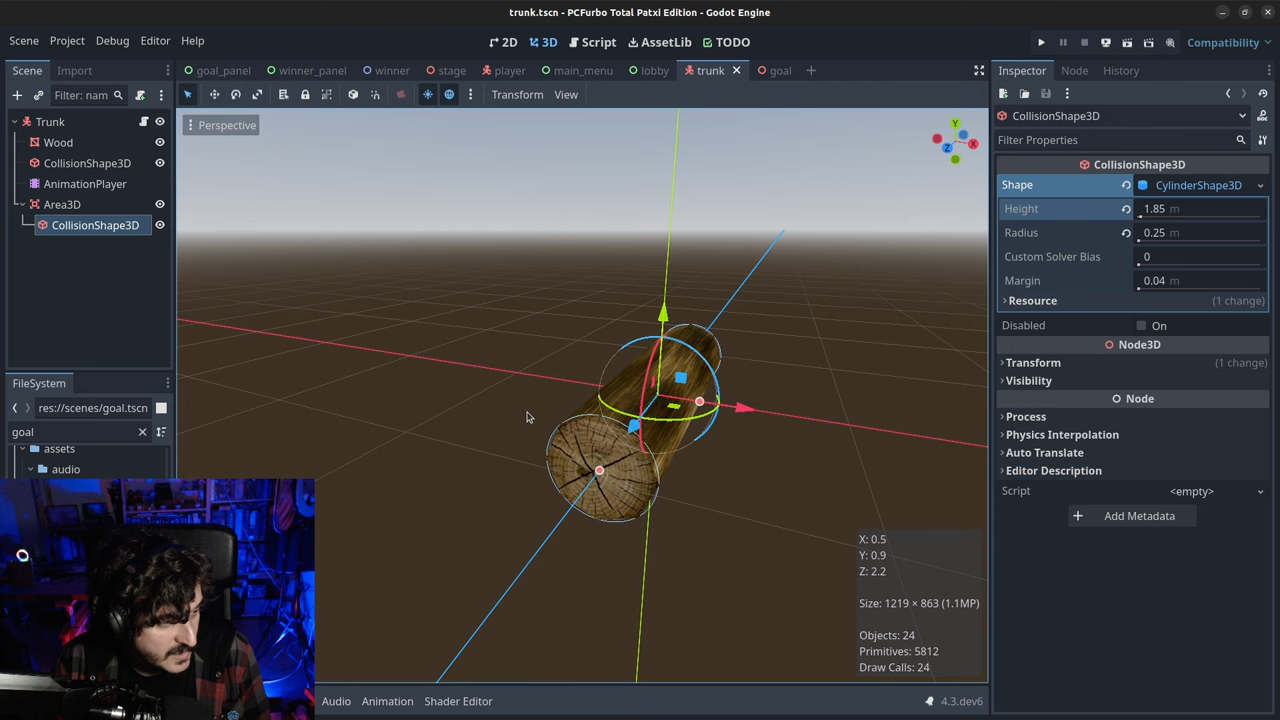 trunk.tscn - PCFurbo Total Patxi Edition - Godot Engine
Scene Project Debug Editor Help
2D 3D Script AssetLib TODO
Compatibility
Scene Import
goal_panel winner_panel winner stage player main_menu lobby trunk goal
Inspector Node History
Filter: nam
Transform View
Perspective
Y
X
Z
Trunk
Wood
CollisionShape3D
AnimationPlayer
Area3D
CollisionShape3D
FileSystem
res://scenes/goal.tscn
goal
assets
audio
X: 0.5
Y: 0.9
Z: 2.2
Size: 1219 × 863 (1.1MP)
Objects: 24
Primitives: 5812
Draw Calls: 24
Audio Animation Shader Editor
4.3.dev6
CollisionShape3D
Filter Properties
CollisionShape3D
Shape CylinderShape3D
Height 1.85 m
Radius 0.25 m
Custom Solver Bias 0
Margin 0.04 m
Resource (1 change)
Disabled On
Node3D
Transform (1 change)
Visibility
Node
Process
Physics Interpolation
Auto Translate
Editor Description
Script <empty>
Add Metadata